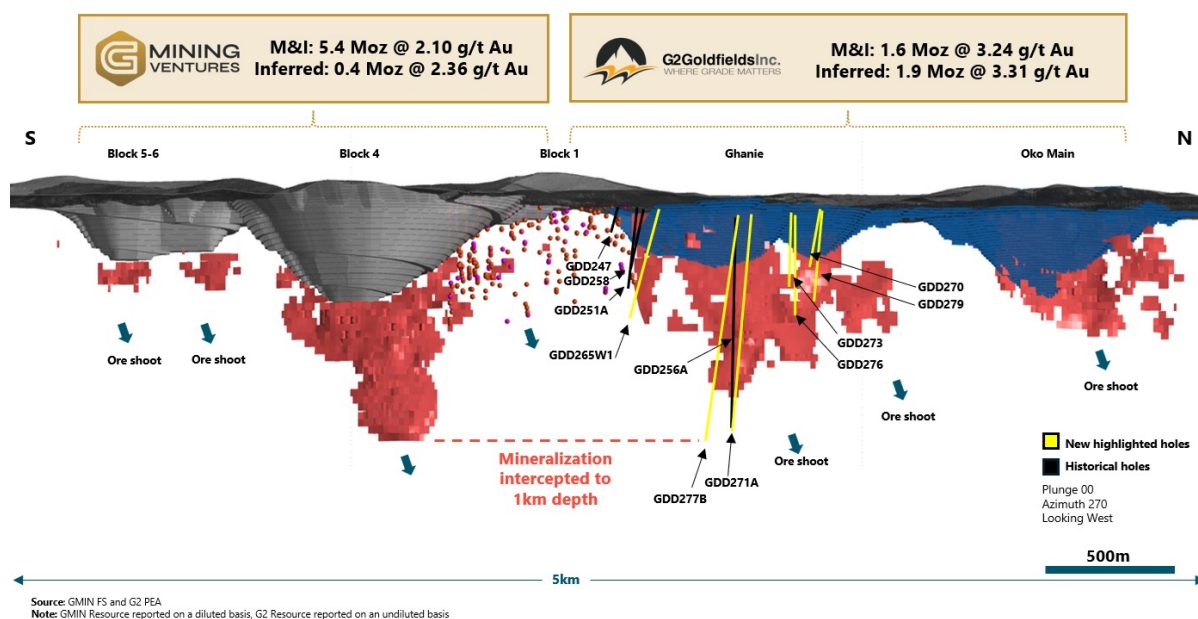 G MINING
VENTURES
M&I: 5.4 Moz @ 2.10 g/t Au
Inferred: 0.4 Moz @ 2.36 g/t Au
G2Goldfields Inc.
WHERE GRADE MATTERS
M&I: 1.6 Moz @ 3.24 g/t Au
Inferred: 1.9 Moz @ 3.31 g/t Au
S
N
Block 5-6
Block 4
Block 1
Ghanie
Oko Main
GDD247
GDD258
GDD251A
GDD265W1
GDD256A
GDD270
GDD279
GDD273
GDD276
Ore shoot
Ore shoot
Ore shoot
Ore shoot
Ore shoot
Mineralization
intercepted to
1km depth
GDD271A
GDD277B
New highlighted holes
Historical holes
Plunge 00
Azimuth 270
Looking West
500m
5km
Source: GMIN FS and G2 PEA
Note: GMIN Resource reported on a diluted basis, G2 Resource reported on an undiluted basis